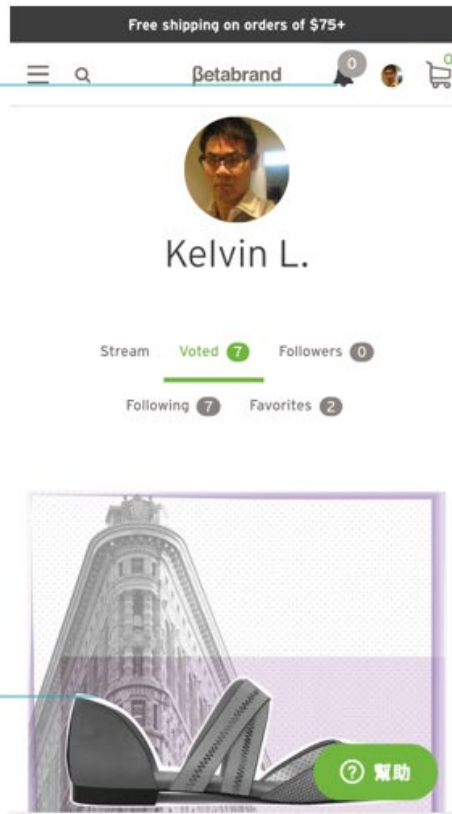 Free shipping on orders of $75+
βetabrand 0 0
Kelvin L.
Stream Voted 7 Followers 0
Following 7 Favorites 2
? 幫助